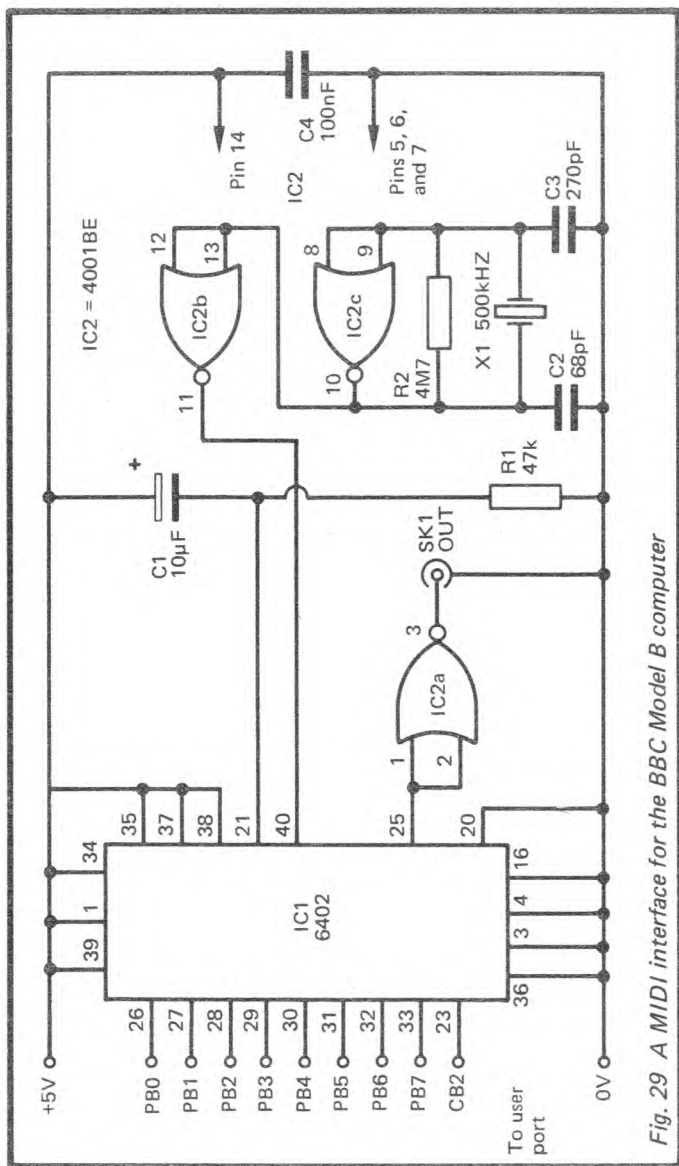 +5V
IC2 = 4001BE
Pin 14
C4
100nF
IC2
Pins 5, 6,
and 7
+
C1
10µF
12
13
IC2b
11
8
9
IC2c
10
R2
4M7
X1 500kHZ
C2
68pF
C3
270pF
R1
47k
SK1
OUT
3
IC2a
1
2
39
1
34
35
37
38
21
40
25
20
IC1
6402
26
27
28
29
30
31
32
33
23
36
3
4
16
PB0
PB1
PB2
PB3
PB4
PB5
PB6
PB7
CB2
To user
port
0V
Fig. 29 A MIDI interface for the BBC Model B computer